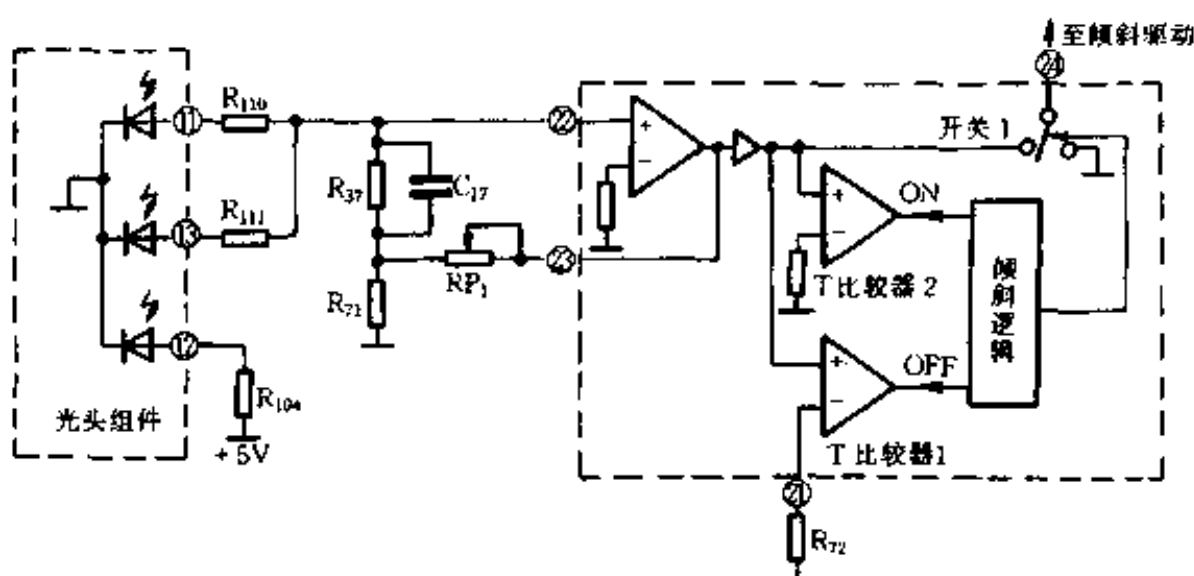 至倾斜驱动
24
11
R110
22
开关 1
R37
C17
ON
R111
13
23
RP1
T比较器 2
倾斜逻辑
R71
12
OFF
R104
光头组件
+5V
T 比较器1
21
R72